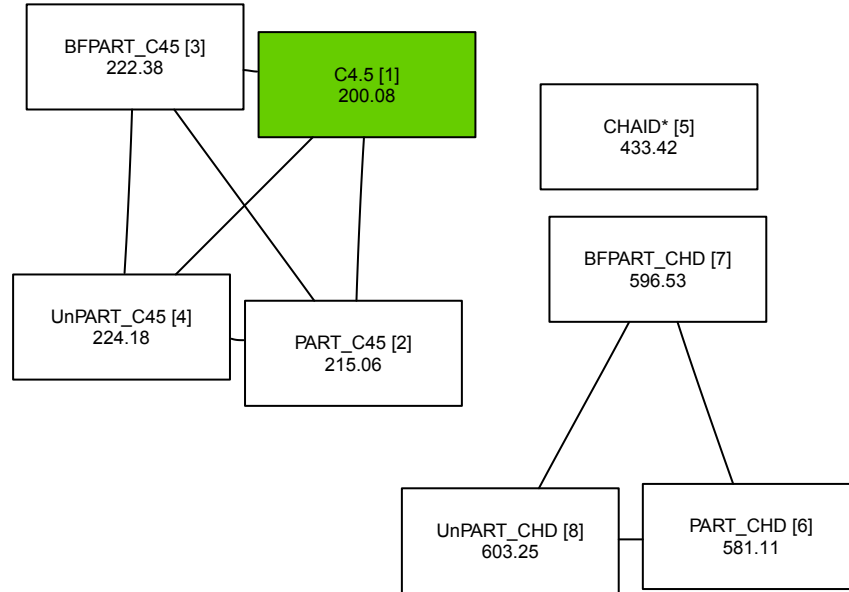 BFPART_C45 [3]
222.38
C4.5 [1]
200.08
CHAID* [5]
433.42
BFPART_CHD [7]
596.53
UnPART_C45 [4]
224.18
PART_C45 [2]
215.06
UnPART_CHD [8]
603.25
PART_CHD [6]
581.11